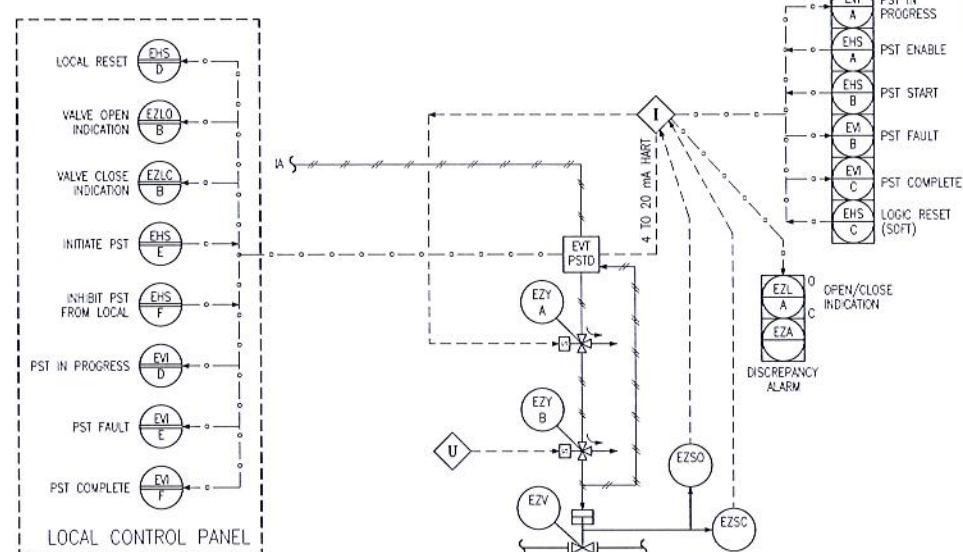 LOCAL RESET
EHS
D
VALVE OPEN
INDICATION
EZLO
B
VALVE CLOSE
INDICATION
EZLC
B
INITIATE PST
EHS
E
INHIBIT PST
FROM LOCAL
EHS
F
PST IN PROGRESS
EVI
D
PST FAULT
EVI
E
PST COMPLETE
EVI
F
LOCAL CONTROL PANEL
IA
EVT
PSTD
4 TO 20 mA HART
I
EZY
A
EZY
B
U
EZV
EZSO
EZSC
A
PST IN
PROGRESS
EHS
A
PST ENABLE
EHS
B
PST START
EVI
B
PST FAULT
EVI
C
PST COMPLETE
EHS
C
LOGIC RESET
(SOFT)
EZL
A
O
C
OPEN/CLOSE
INDICATION
EZA
DISCREPANCY
ALARM